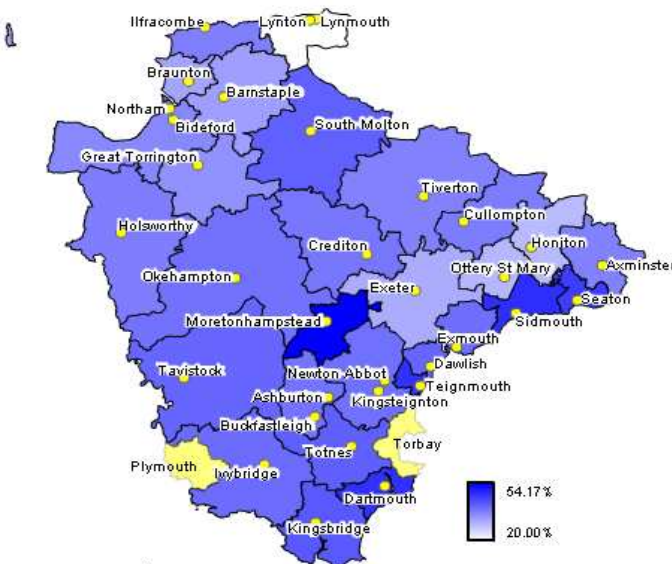 Ilfracombe
Lynton
Lynmouth
Braunton
Barnstaple
Northam
Bideford
South Molton
Great Torrington
Tiverton
Cullompton
Holsworthy
Crediton
Honiton
Ottery St Mary
Axminster
Okehampton
Exeter
Seaton
Moretonhampstead
Sidmouth
Exmouth
Dawlish
Tavistock
Newton Abbot
Teignmouth
Ashburton
Kingsteignton
Buckfastleigh
Torbay
Totnes
Plymouth
Ivybridge
Dartmouth
Kingsbridge
54.17%
20.00%